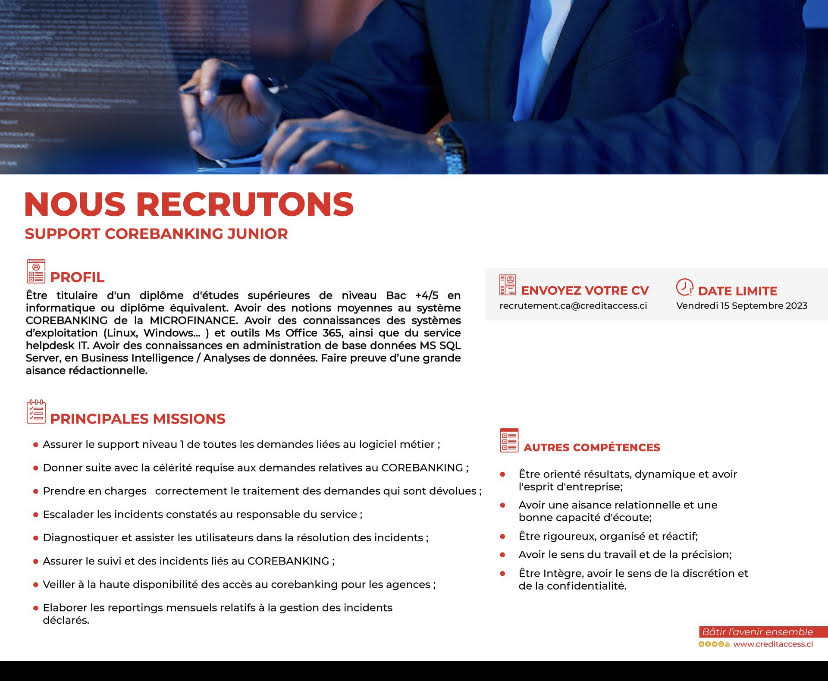 NOUS RECRUTONS
SUPPORT COREBANKING JUNIOR
PROFIL
Être titulaire d'un diplôme d'études supérieures de niveau Bac +4/5 en
informatique ou diplôme équivalent. Avoir des notions moyennes au système
COREBANKING de la MICROFINANCE. Avoir des connaissances des systèmes
d'exploitation (Linux, Windows... ) et outils Ms Office 365, ainsi que du service
helpdesk IT. Avoir des connaissances en administration de base données MS SQL
Server, en Business Intelligence / Analyses de données. Faire preuve d'une grande
aisance rédactionnelle.
ENVOYEZ VOTRE CV
recrutement.ca@creditaccess.ci
DATE LIMITE
Vendredi 15 Septembre 2023
PRINCIPALES MISSIONS
• Assurer le support niveau 1 de toutes les demandes liées au logiciel métier ;
• Donner suite avec la célérité requise aux demandes relatives au COREBANKING ;
• Prendre en charges correctement le traitement des demandes qui sont dévolues ;
• Escalader les incidents constatés au responsable du service ;
• Diagnostiquer et assister les utilisateurs dans la résolution des incidents ;
• Assurer le suivi et des incidents liés au COREBANKING ;
• Veiller à la haute disponibilité des accès au corebanking pour les agences ;
• Elaborer les reportings mensuels relatifs à la gestion des incidents
déclarés.
AUTRES COMPÉTENCES
• Être orienté résultats, dynamique et avoir
l'esprit d'entreprise;
• Avoir une aisance relationnelle et une
bonne capacité d'écoute;
• Être rigoureux, organisé et réactif;
• Avoir le sens du travail et de la précision;
• Être Intègre, avoir le sens de la discrétion et
de la confidentialité.
Bâtir l'avenir ensemble
www.creditaccess.ci